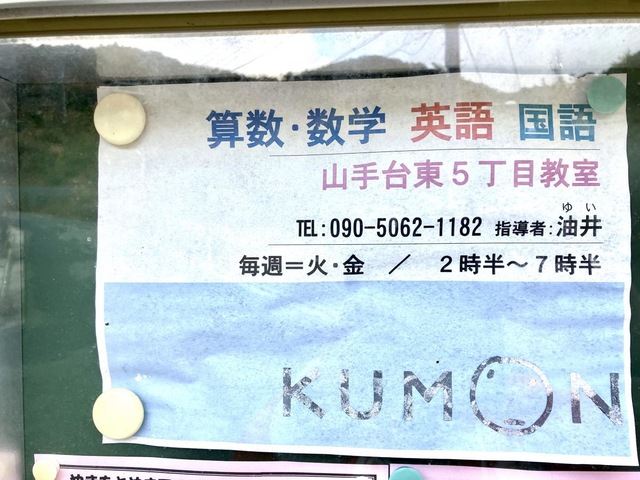 算数・数学 英語 国語
山手台東5丁目教室
ゆい
TEL:090-5062-1182 指導者:油井
毎週=火・金 / 2時半〜7時半
KUMON